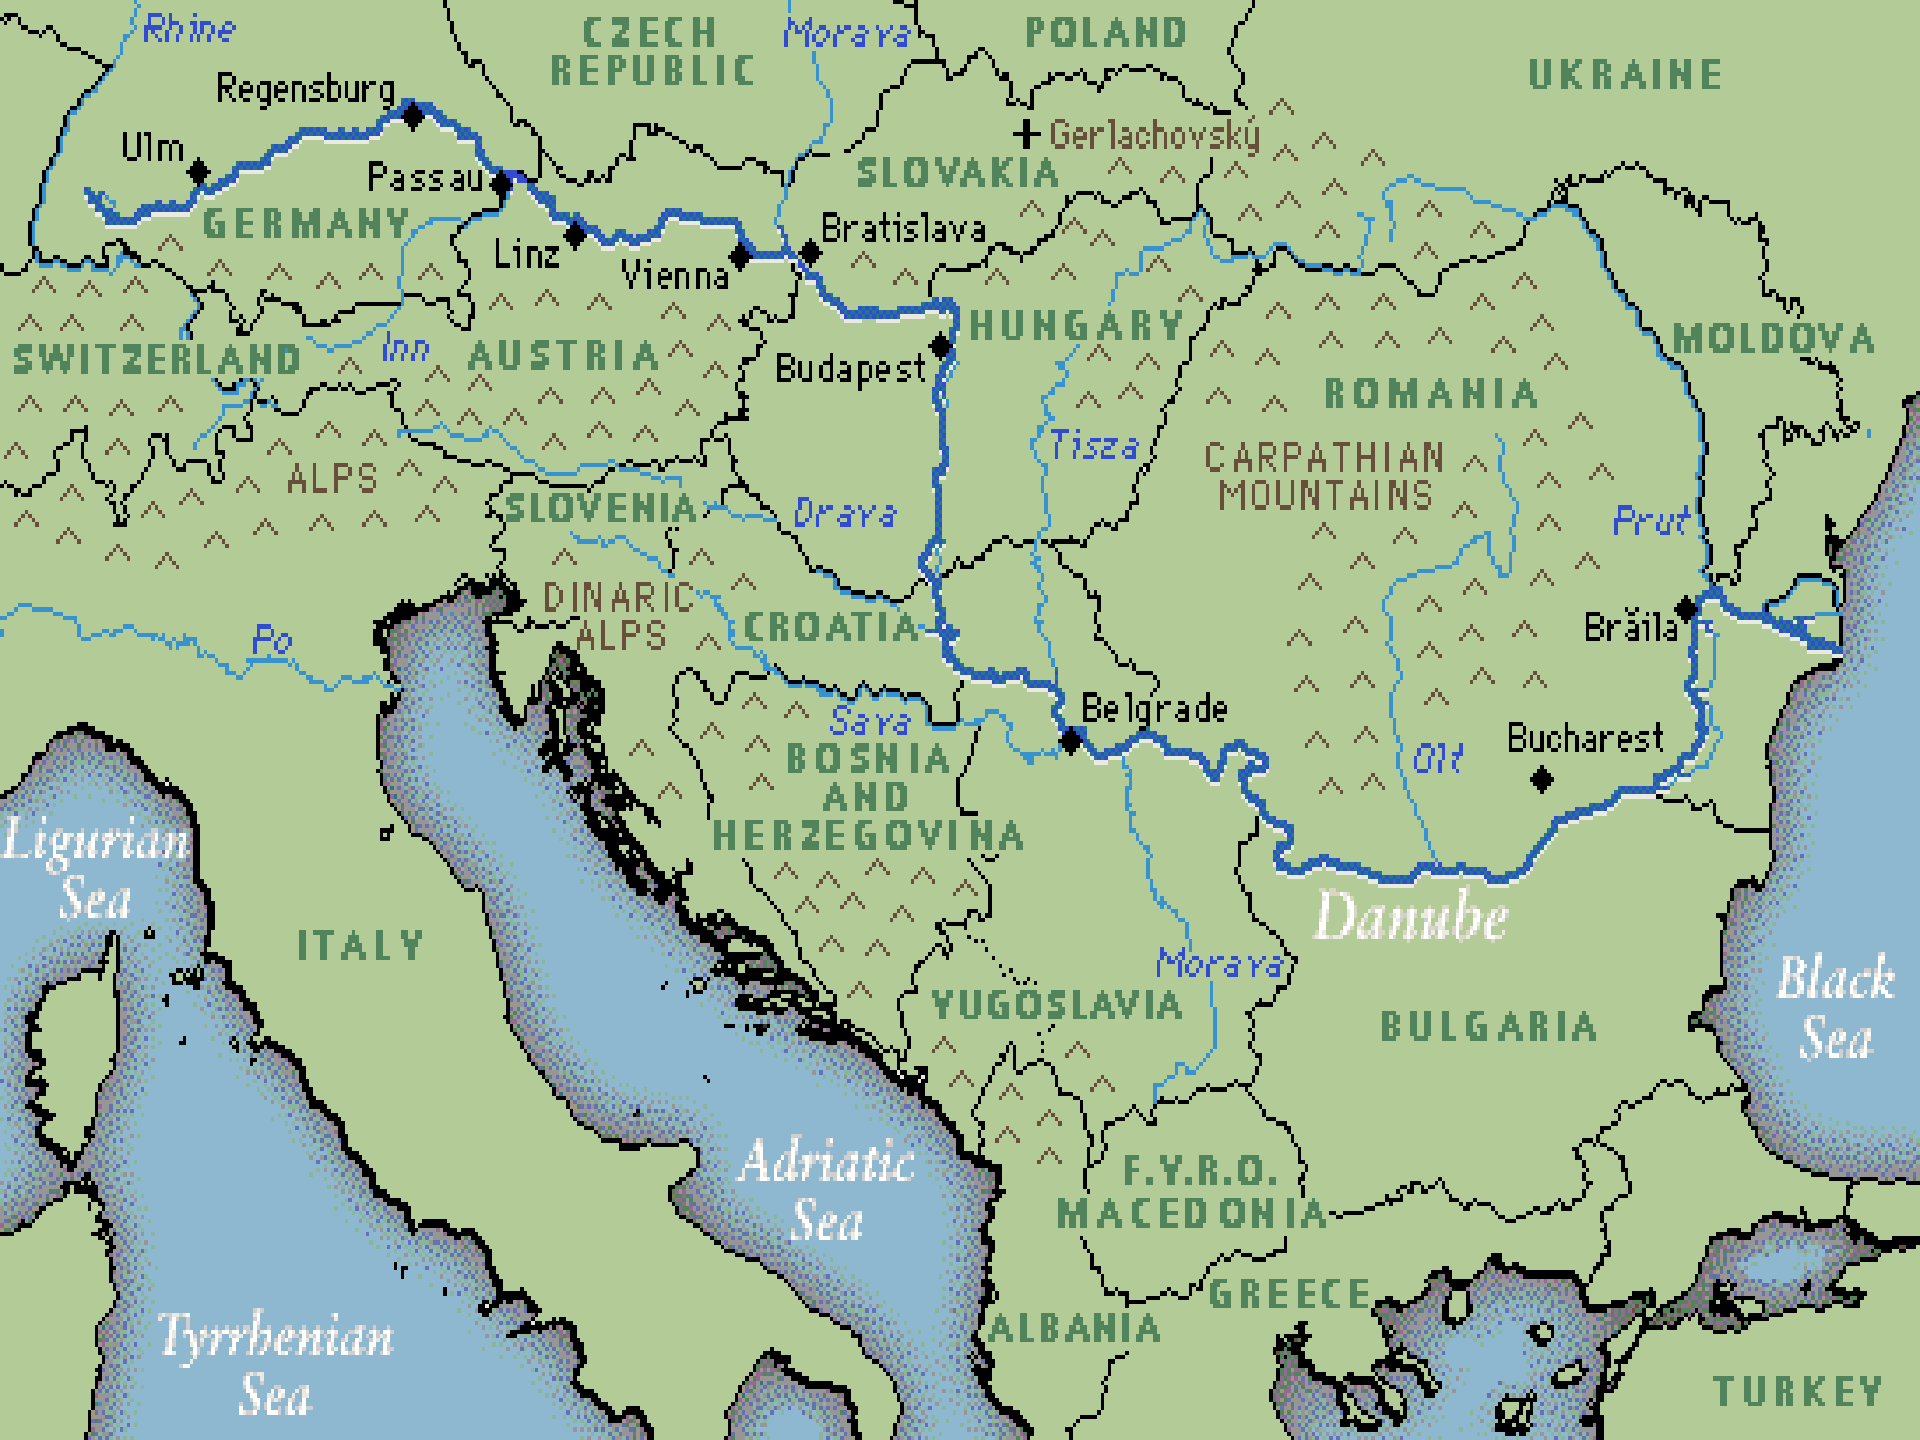 Rhine
CZECH
REPUBLIC
Morava
POLAND
UKRAINE
Regensburg
Ulm
Passau
Gerlachovský
SLOVAKIA
GERMANY
Linz
Vienna
Bratislava
SWITZERLAND
Inn
AUSTRIA
Budapest
HUNGARY
MOLDOVA
ROMANIA
Tisza
CARPATHIAN
MOUNTAINS
ALPS
SLOVENIA
Drava
Prut
DINARIC
ALPS
CROATIA
Po
Brăila
Sava
Belgrade
Bucharest
Olt
BOSNIA
AND
HERZEGOVINA
Ligurian
Sea
Danube
ITALY
Morava
Black
Sea
YUGOSLAVIA
BULGARIA
Adriatic
Sea
F.Y.R.O.
MACEDONIA
GREECE
ALBANIA
Tyrrhenian
Sea
TURKEY